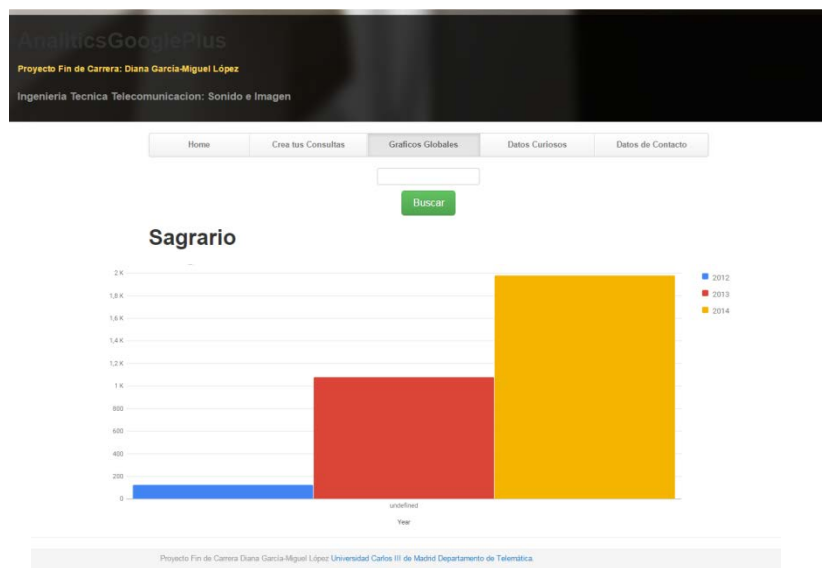 AnaliticsGooglePlus
Proyecto Fin de Carrera: Diana García-Miguel López
Ingenieria Tecnica Telecomunicacion: Sonido e Imagen
Home Crea tus Consultas Graficos Globales Datos Curiosos Datos de Contacto
Buscar
Sagrario
2 K
1,8 K
1,6 K
1,4 K
1,2 K
1 K
800
600
400
200
0
undefined
Year
2012
2013
2014
Proyecto Fin de Carrera Diana García-Miguel López Universidad Carlos III de Madrid Departamento de Telemática.